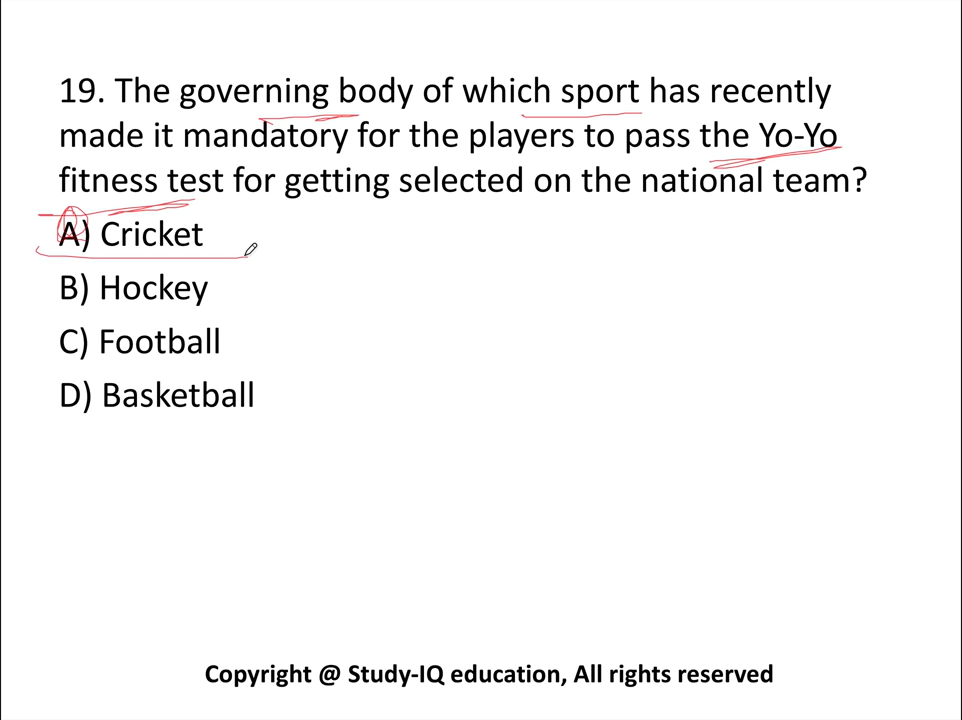 19. The governing body of which sport has recently
made it mandatory for the players to pass the Yo-Yo
fitness test for getting selected on the national team?
A) Cricket
B) Hockey
C) Football
D) Basketball
Copyright @ Study-IQ education, All rights reserved